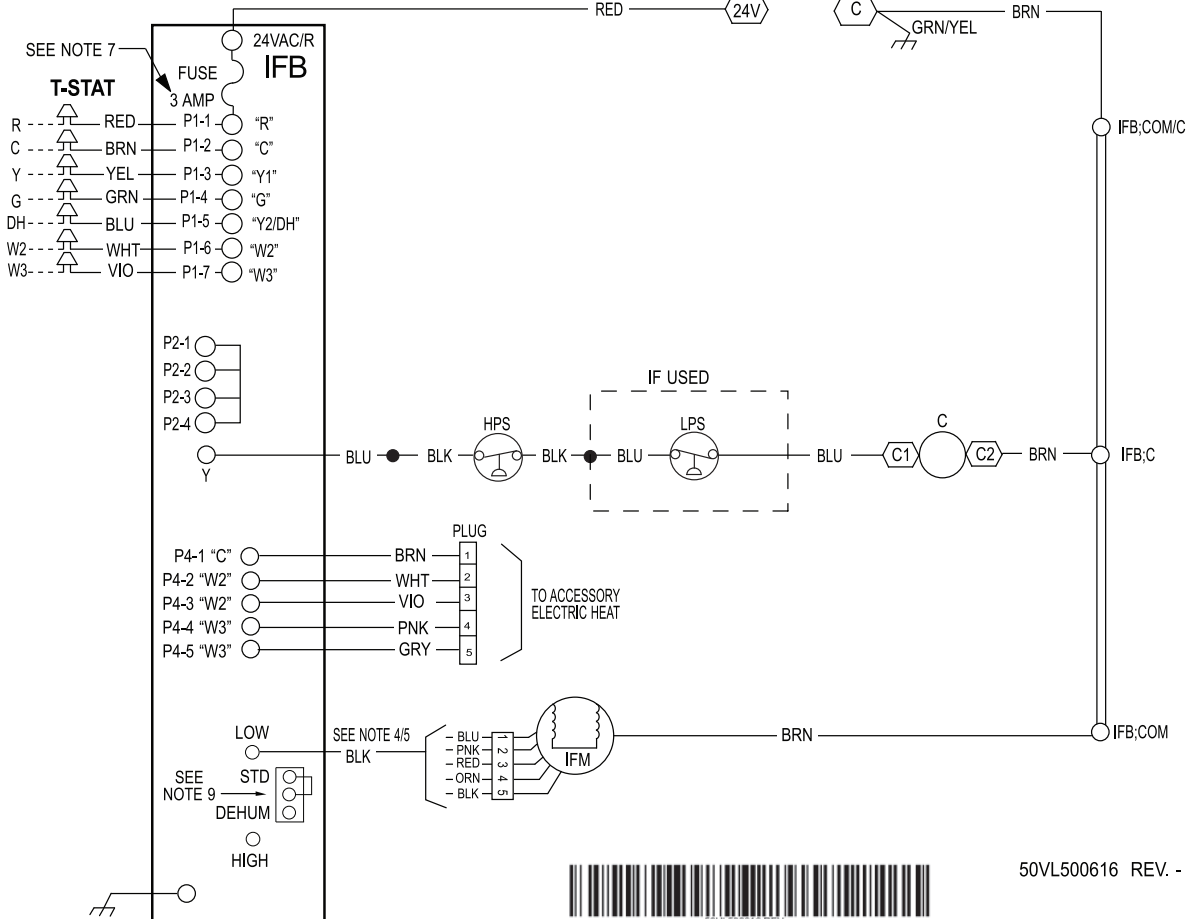 RED
24V
C
BRN
GRN/YEL
SEE NOTE 7
24VAC/R
IFB
FUSE
3 AMP
T-STAT
R RED P1-1 "R"
C BRN P1-2 "C"
Y YEL P1-3 "Y1"
G GRN P1-4 "G"
DH BLU P1-5 "Y2/DH"
W2 WHT P1-6 "W2"
W3 VIO P1-7 "W3"
IFB;COM/C
P2-1
P2-2
P2-3
P2-4
Y
IF USED
HPS
LPS
C
BLU BLK BLK BLU BLU C1 C2 BRN IFB;C
PLUG
P4-1 "C" BRN 1
P4-2 "W2" WHT 2
P4-3 "W2" VIO 3
P4-4 "W3" PNK 4
P4-5 "W3" GRY 5
TO ACCESSORY
ELECTRIC HEAT
LOW
SEE NOTE 4/5
BLK
BLU 1
PNK 2
RED 3
ORN 4
BLK 5
IFM
BRN
IFB;COM
SEE
NOTE 9
STD
DEHUM
HIGH
50VL500616 REV. -